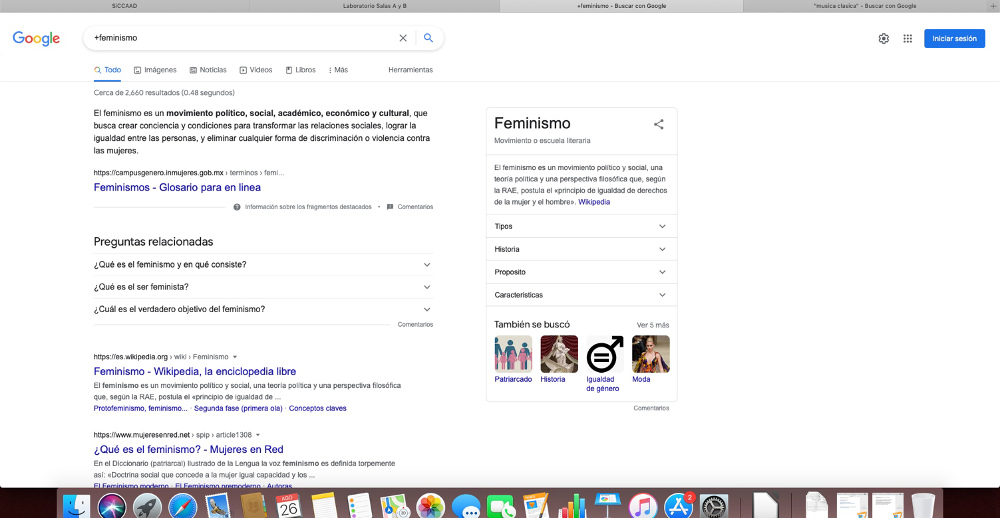 SiCCAAD
Laboratorio Salas A y B
+feminismo - Buscar con Google
"musica clasica" - Buscar con Google
Google
+feminismo
Iniciar sesión
Todo
Imágenes
Noticias
Vídeos
Libros
Más
Herramientas
Cerca de 2,660 resultados (0.48 segundos)
El feminismo es un movimiento político, social, académico, económico y cultural, que
busca crear conciencia y condiciones para transformar las relaciones sociales, lograr la
igualdad entre las personas, y eliminar cualquier forma de discriminación o violencia contra
las mujeres.
https://campusgenero.inmujeres.gob.mx › terminos › femi...
Feminismos - Glosario para en linea
Información sobre los fragmentos destacados • Comentarios
Preguntas relacionadas
¿Qué es el feminismo y en qué consiste?
¿Qué es el ser feminista?
¿Cuál es el verdadero objetivo del feminismo?
Comentarios
https://es.wikipedia.org › wiki › Feminismo
Feminismo - Wikipedia, la enciclopedia libre
El feminismo es un movimiento político y social, una teoría política y una perspectiva filosófica
que, según la RAE, postula el «principio de igualdad de ...
Protofeminismo, feminismo... · Segunda fase (primera ola) · Conceptos claves
https://www.mujeresenred.net › spip › article1308
¿Qué es el feminismo? - Mujeres en Red
En el Diccionario (patriarcal) Ilustrado de la Lengua la voz feminismo es definida torpemente
así: «Doctrina social que concede a la mujer igual capacidad y los ...
El Feminismo moderno · El Feminismo premoderno · Autoras
Feminismo
Movimiento o escuela literaria
El feminismo es un movimiento político y social, una
teoría política y una perspectiva filosófica que, según
la RAE, postula el «principio de igualdad de derechos
de la mujer y el hombre». Wikipedia
Tipos
Historia
Proposito
Caracteristicas
También se buscó
Ver 5 más
Patriarcado
Historia
Igualdad
de género
Moda
Comentarios
AGO
26
3D
PAGES
2